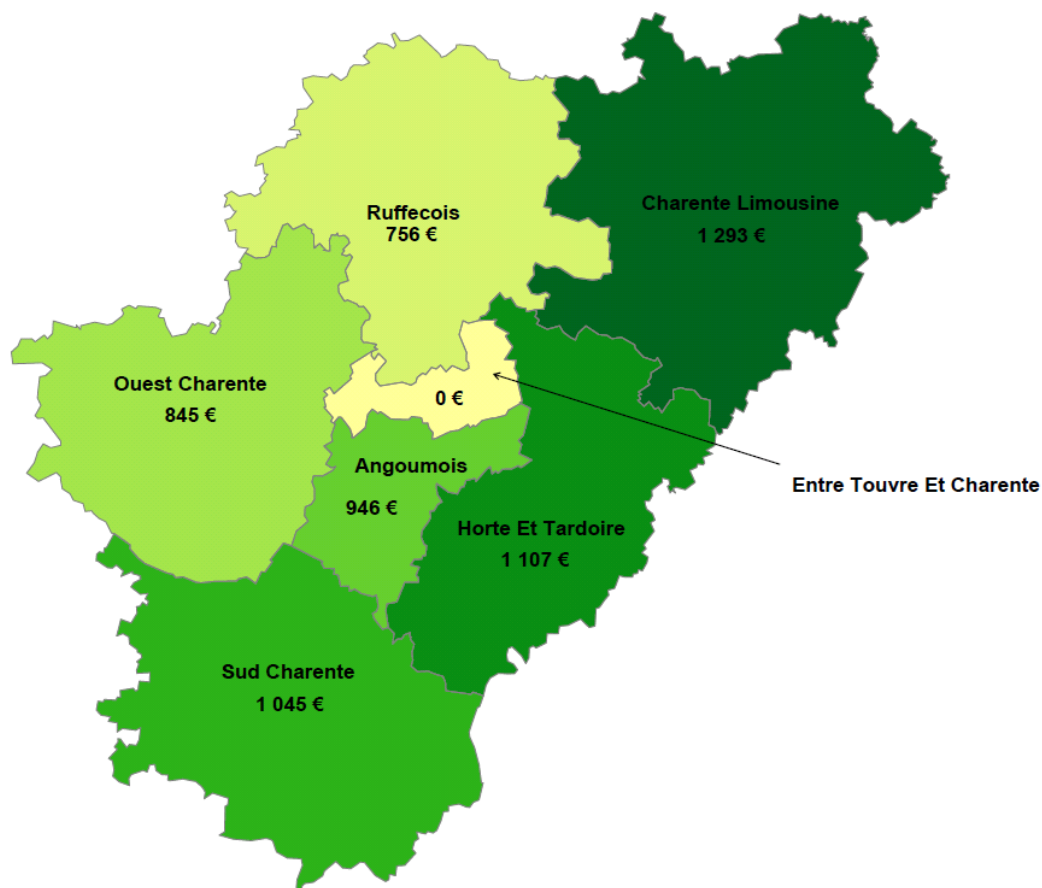 Charente Limousine
1 293 €
Ruffecois
756 €
Ouest Charente
845 €
0 €
Angoumois
946 €
Entre Touvre Et Charente
Horte Et Tardoire
1 107 €
Sud Charente
1 045 €